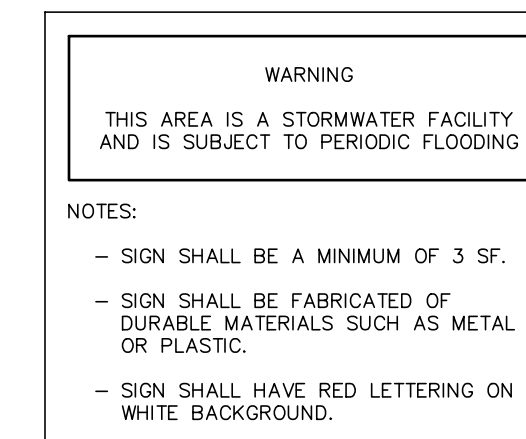 WARNING
THIS AREA IS A STORMWATER FACILITY
AND IS SUBJECT TO PERIODIC FLOODING
NOTES:
– SIGN SHALL BE A MINIMUM OF 3 SF.
– SIGN SHALL BE FABRICATED OF
DURABLE MATERIALS SUCH AS METAL
OR PLASTIC.
– SIGN SHALL HAVE RED LETTERING ON
WHITE BACKGROUND.